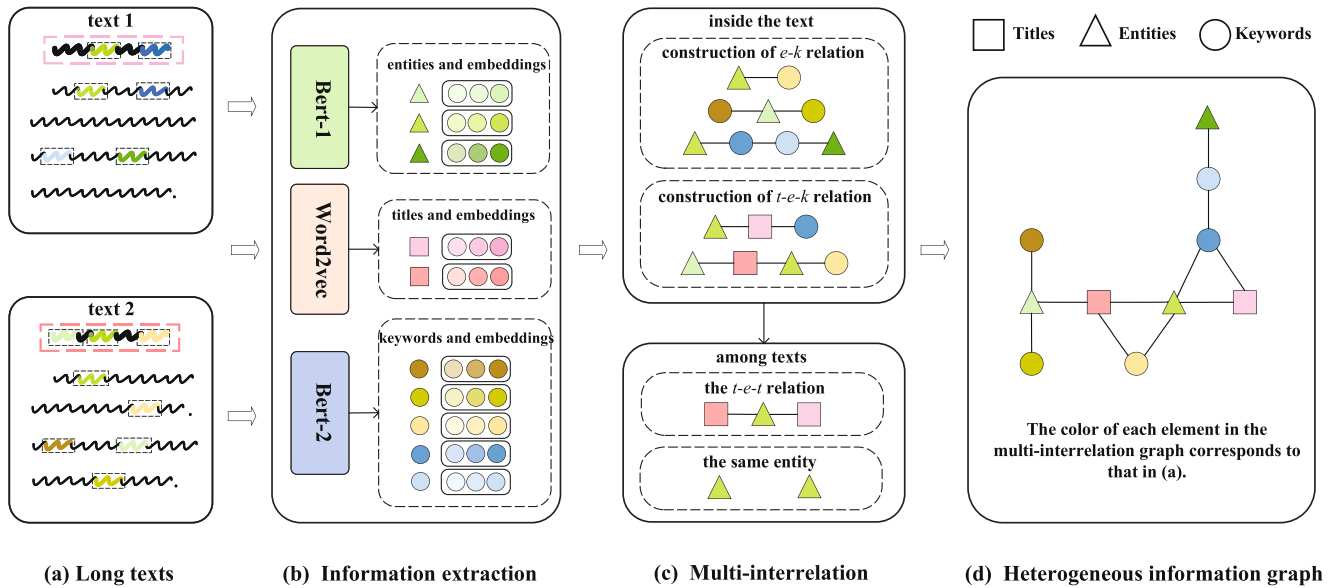 text 1
text 2
(a) Long texts
Bert-1
entities and embeddings
Word2vec
titles and embeddings
Bert-2
keywords and embeddings
(b) Information extraction
inside the text
construction of e-k relation
construction of t-e-k relation
among texts
the t-e-t relation
the same entity
(c) Multi-interrelation
Titles
Entities
Keywords
The color of each element in the
multi-interrelation graph corresponds to
that in (a).
(d) Heterogeneous information graph